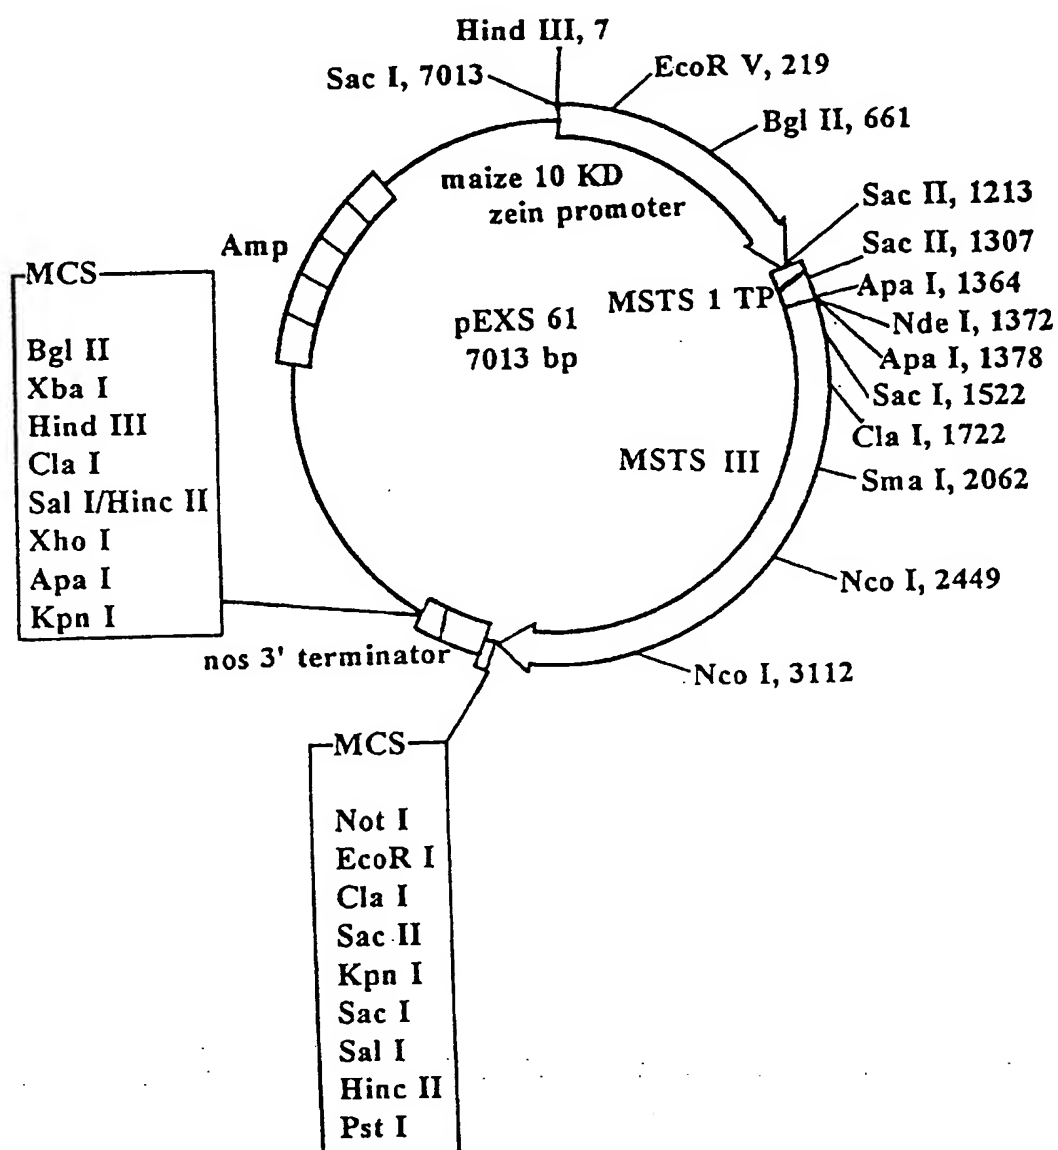 Hind III, 7
Sac I, 7013
EcoR V, 219
Bgl II, 661
maize 10 KD
zein promoter
Sac II, 1213
Amp
Sac II, 1307
MCS
MSTS 1 TP
Apa I, 1364
pEXS 61
Nde I, 1372
7013 bp
Apa I, 1378
Bgl II
Xba I
Hind III
Cla I
Sal I/Hinc II
Xho I
Apa I
Kpn I
Sac I, 1522
Cla I, 1722
MSTS III
Sma I, 2062
Nco I, 2449
nos 3' terminator
Nco I, 3112
MCS
Not I
EcoR I
Cla I
Sac II
Kpn I
Sac I
Sal I
Hinc II
Pst I